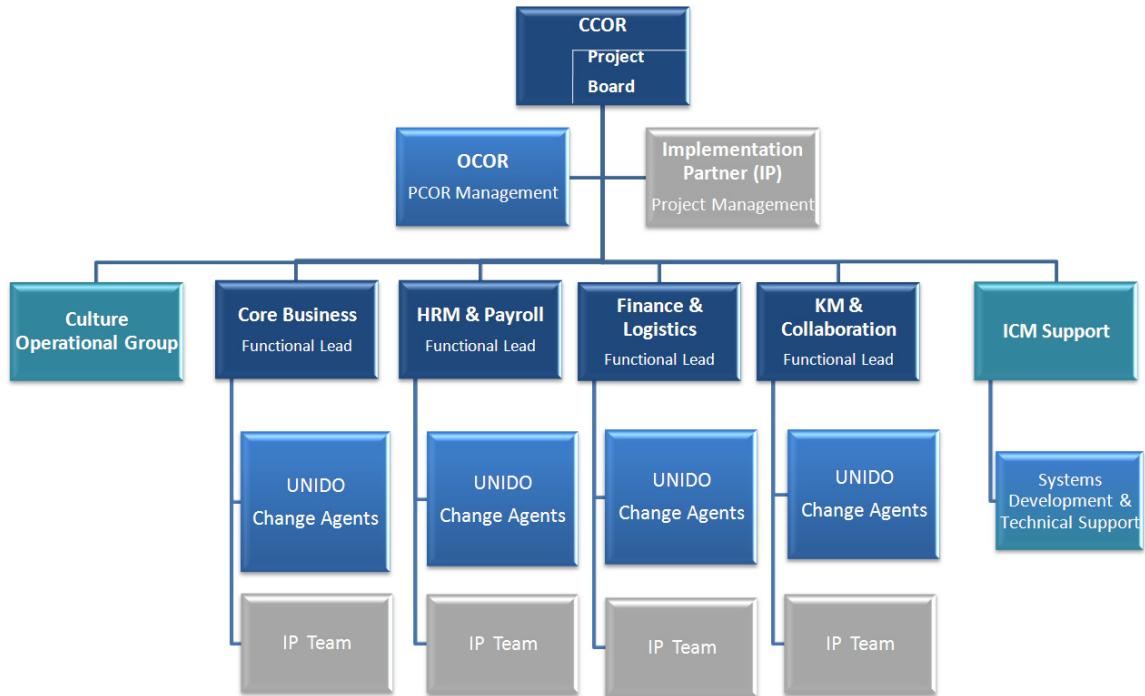 CCOR
Project
Board
OCOR
PCOR Management
Implementation
Partner (IP)
Project Management
Culture
Operational Group
Core Business
Functional Lead
HRM & Payroll
Functional Lead
Finance &
Logistics
Functional Lead
KM &
Collaboration
Functional Lead
ICM Support
UNIDO
Change Agents
UNIDO
Change Agents
UNIDO
Change Agents
UNIDO
Change Agents
Systems
Development &
Technical Support
IP Team
IP Team
IP Team
IP Team